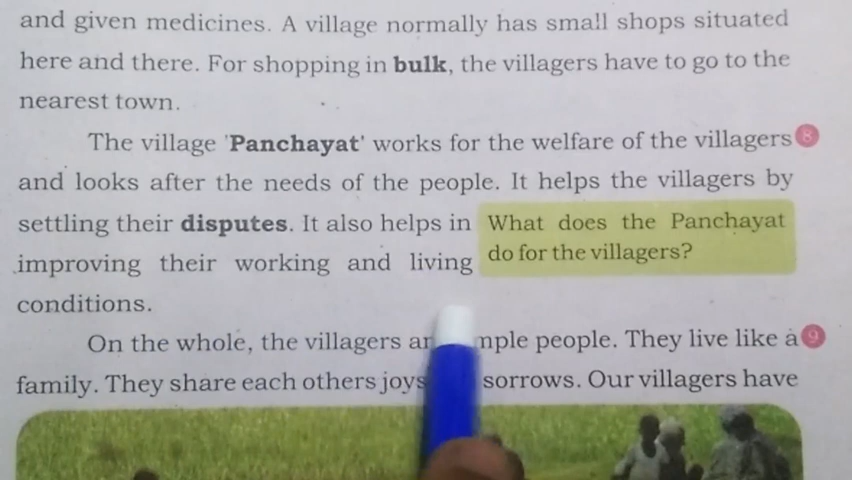 and given medicines. A village normally has small shops situated
here and there. For shopping in bulk, the villagers have to go to the
nearest town.
The village 'Panchayat' works for the welfare of the villagers 8
and looks after the needs of the people. It helps the villagers by
settling their disputes. It also helps in
improving their working and living
conditions.
What does the Panchayat
do for the villagers?
On the whole, the villagers people. They live like a 9
family. They share each others joys sorrows. Our villagers have